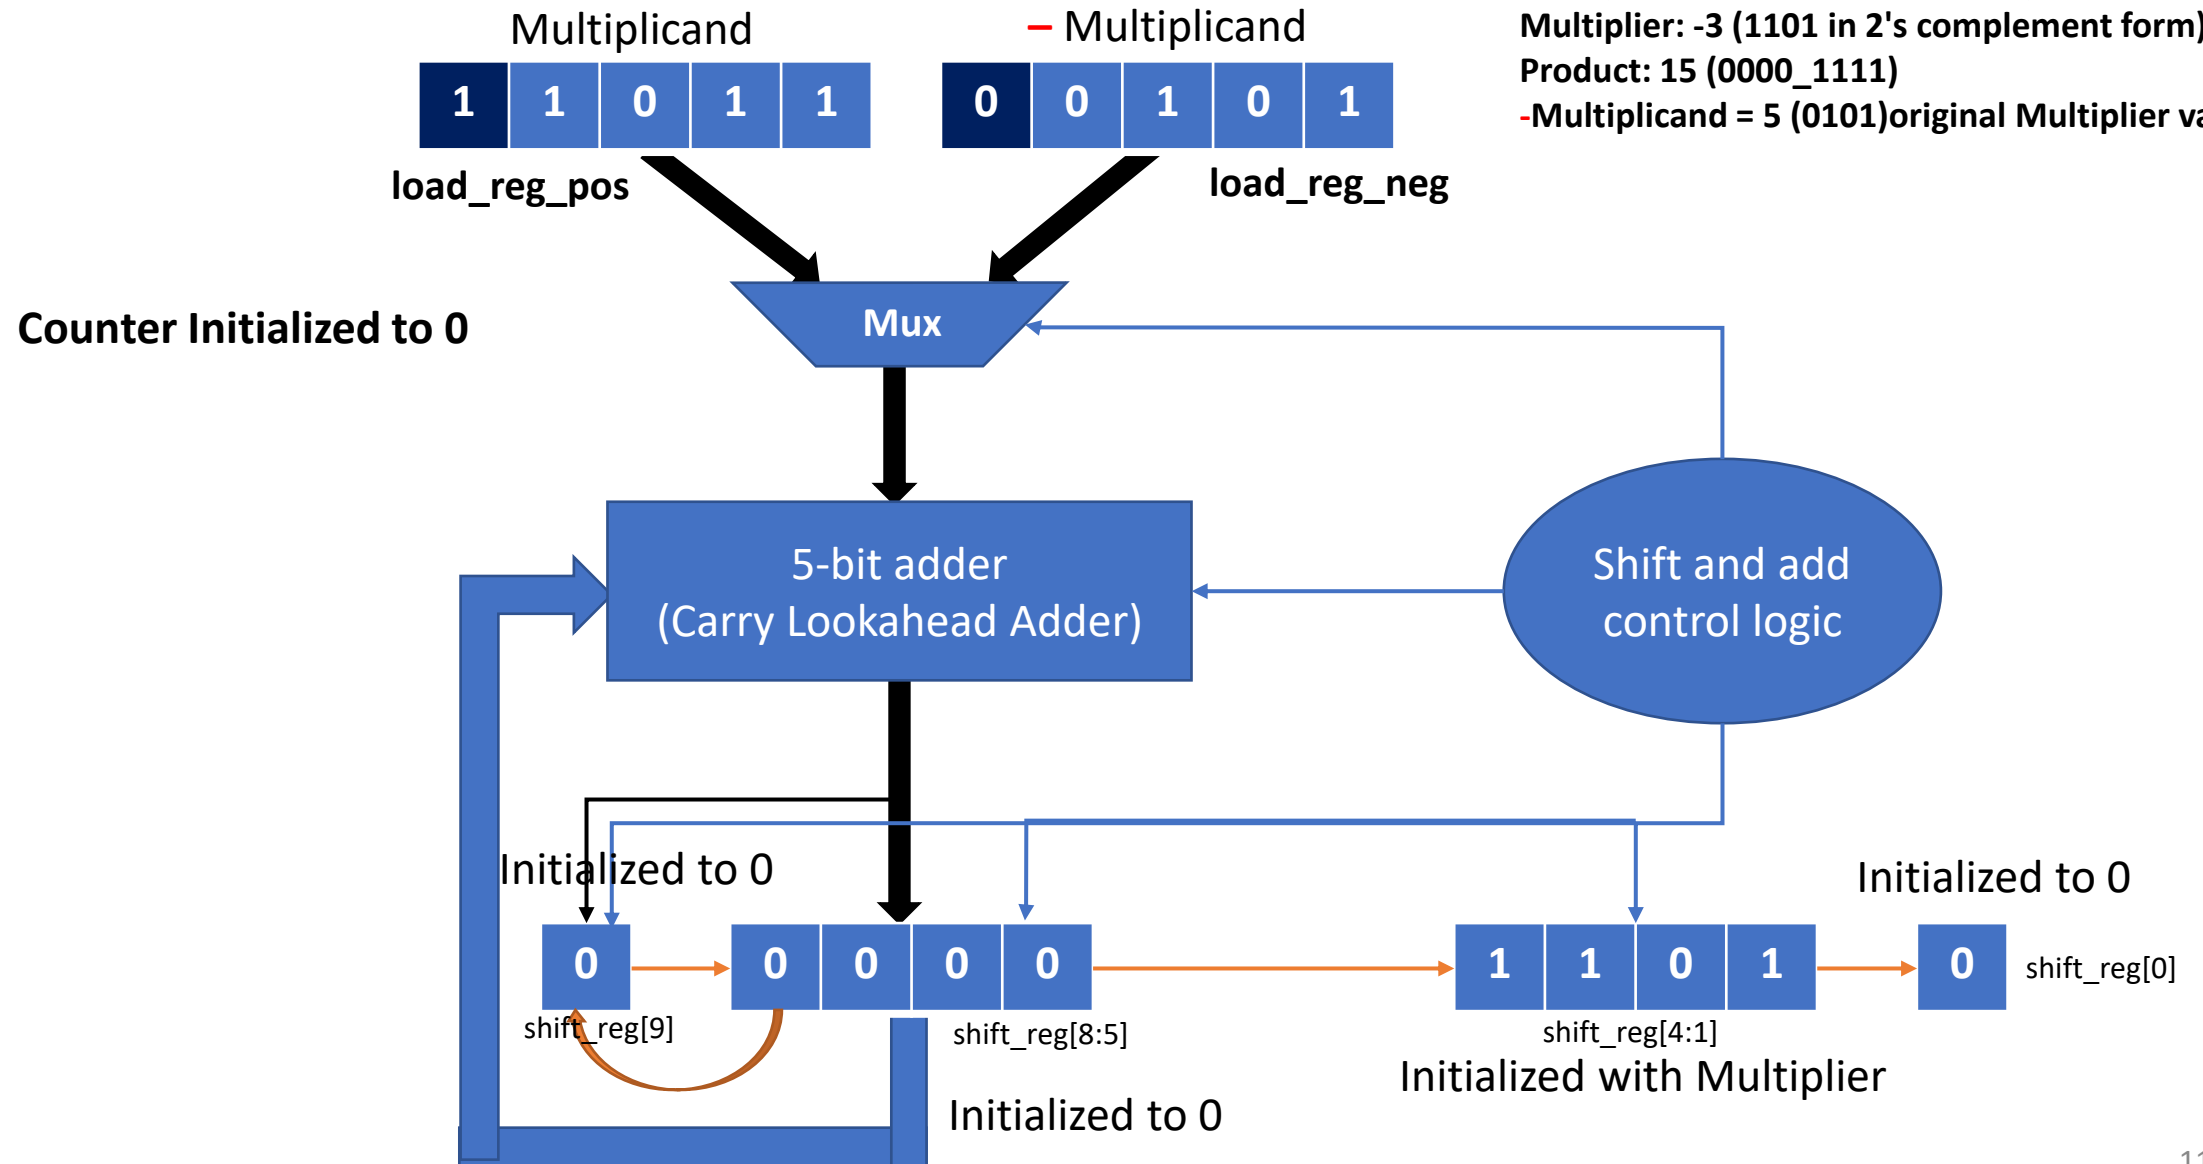 Multiplicand
– Multiplicand
Multiplier: -3 (1101 in 2's complement form)
Product: 15 (0000_1111)
-Multiplicand = 5 (0101)original Multiplier va
1 1 0 1 1
0 0 1 0 1
load_reg_pos
load_reg_neg
Counter Initialized to 0
Mux
5-bit adder
(Carry Lookahead Adder)
Shift and add
control logic
Initialized to 0
Initialized to 0
0
0 0 0 0
1 1 0 1
0
shift_reg[0]
shift_reg[9]
shift_reg[8:5]
shift_reg[4:1]
Initialized with Multiplier
Initialized to 0